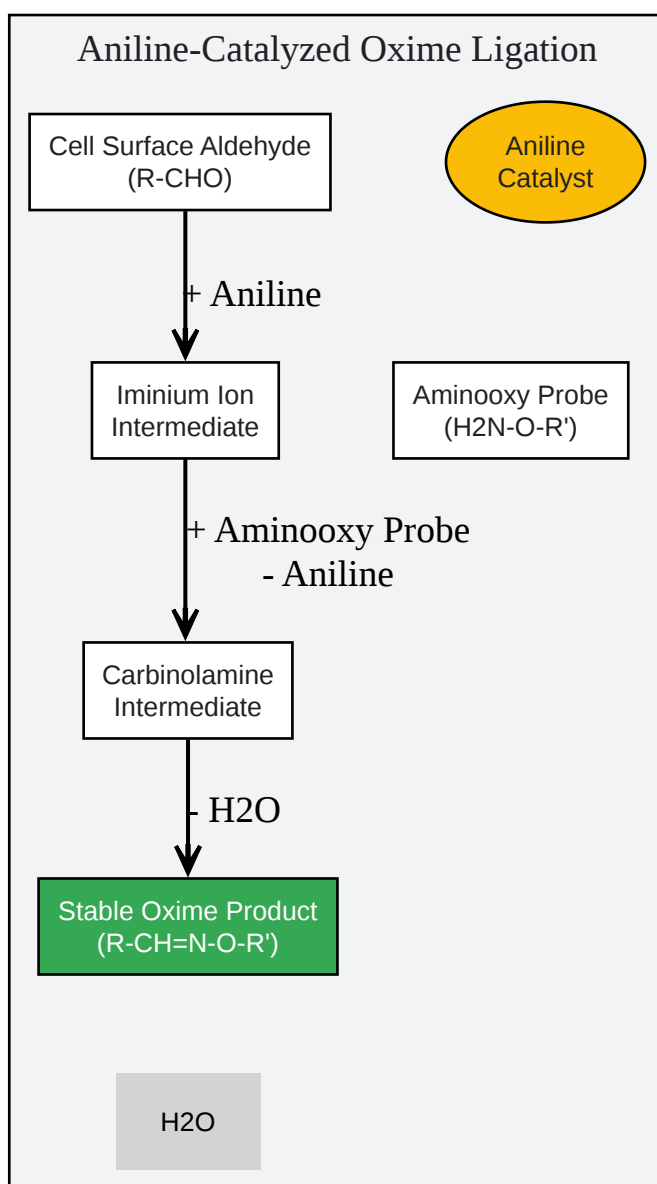 Aniline-Catalyzed Oxime Ligation
Cell Surface Aldehyde
(R-CHO)
Aniline
Catalyst
+ Aniline
Iminium Ion
Intermediate
Aminooxy Probe
(H2N-O-R')
+ Aminooxy Probe
- Aniline
Carbinolamine
Intermediate
- H2O
Stable Oxime Product
(R-CH=N-O-R')
H2O